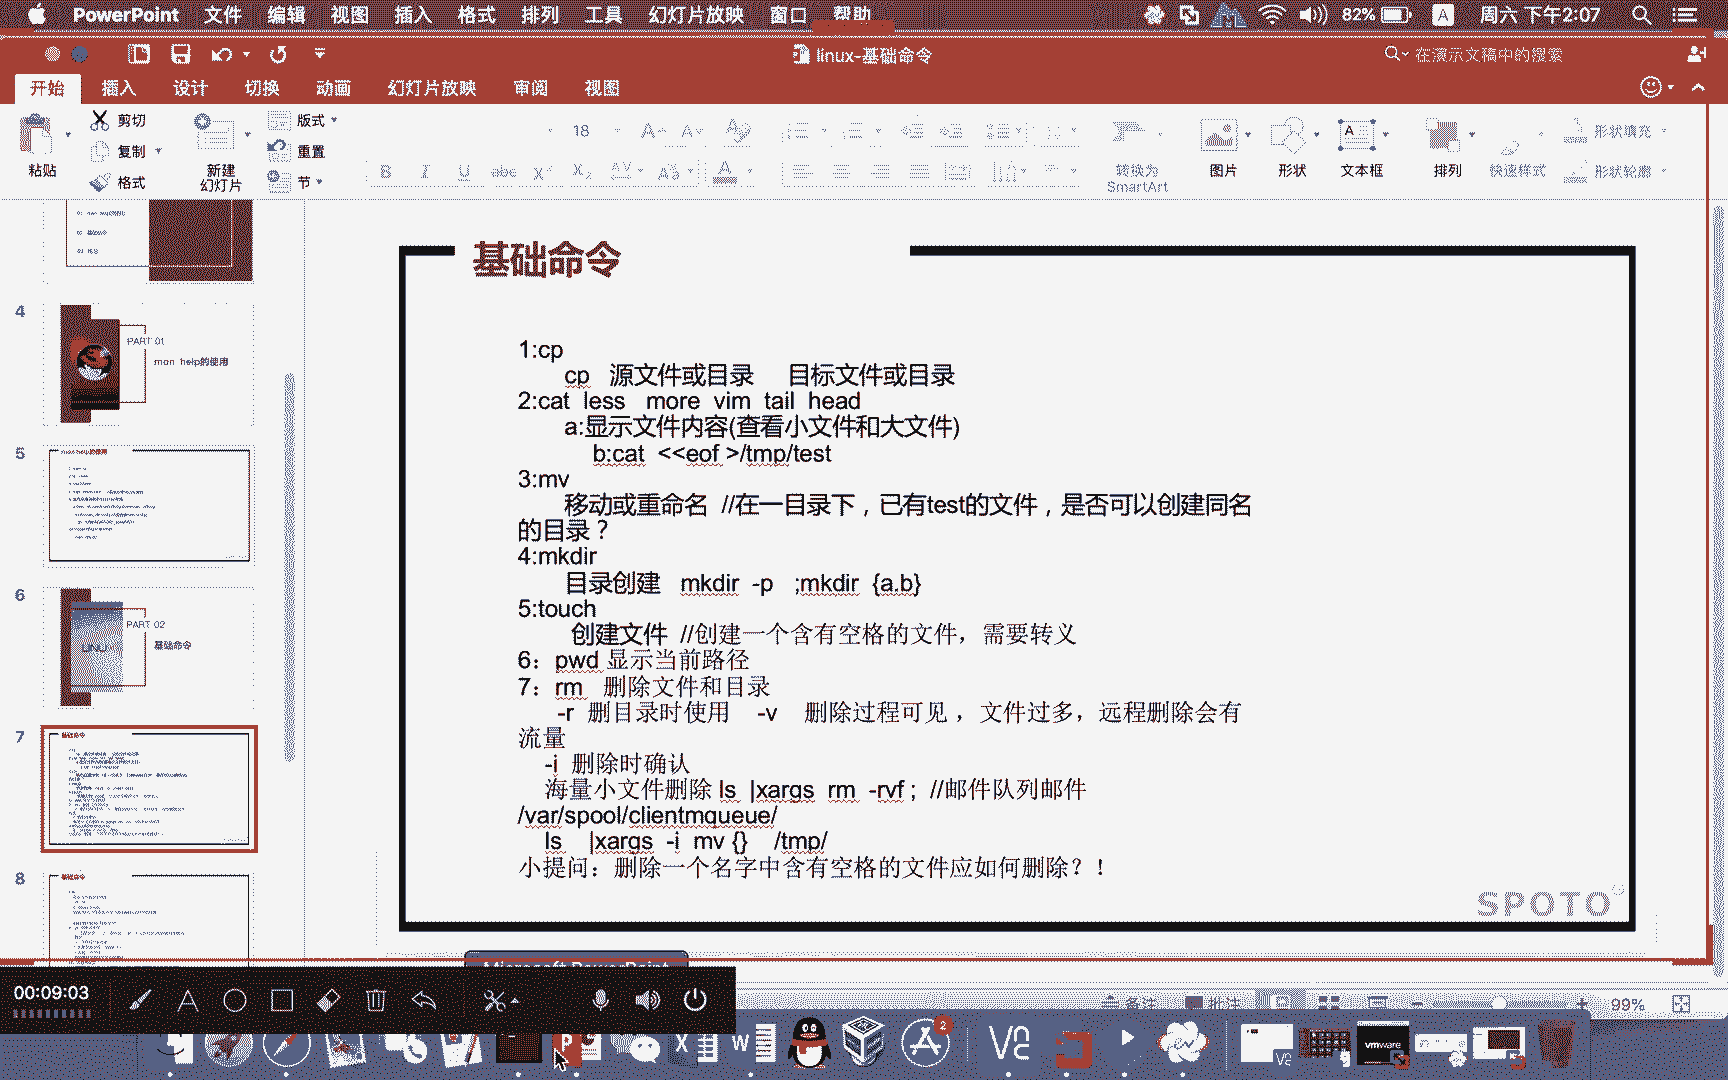 PowerPoint 文件 编辑 视图 插入 格式 排列 工具 幻灯片放映 窗口 帮助 82% A 周六 下午2:07
linux-基础命令 在演示文稿中的搜索
开始 插入 设计 切换 动画 幻灯片放映 审阅 视图
粘贴 剪切 复制 格式 新建 幻灯片 版式 重置 节
18
B I U abc X² X₂ AV Aa A
转换为 SmartArt 图片 形状 文本框 排列 快速样式 形状填充 形状轮廓
4
PART 01
man help的使用
5
6
PART 02
基础命令
7
8
基础命令
1:cp
cp 源文件或目录 目标文件或目录
2:cat less more vim tail head
a:显示文件内容(查看小文件和大文件)
b:cat <<eof >/tmp/test
3:mv
移动或重命名 //在一目录下，已有test的文件，是否可以创建同名
的目录？
4:mkdir
目录创建 mkdir -p ;mkdir {a.b}
5:touch
创建文件 //创建一个含有空格的文件，需要转义
6：pwd 显示当前路径
7：rm 删除文件和目录
-r 删目录时使用 -v 删除过程可见，文件过多，远程删除会有
流量
-i 删除时确认
海量小文件删除 ls |xargs rm -rvf ; //邮件队列邮件
/var/spool/clientmqueue/
ls |xargs -i mv {} /tmp/
小提问：删除一个名字中含有空格的文件应如何删除？！
SPOTO
Microsoft PowerPoint
00:09:03
备注 批注 99%
2
vmware